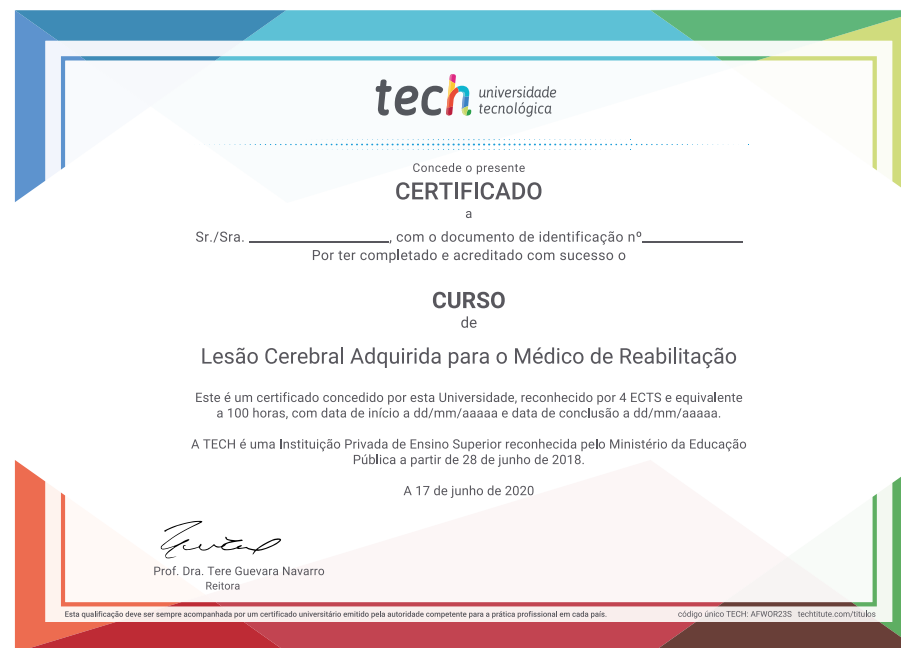 tech universidade
tecnológica
Concede o presente
CERTIFICADO
a
Sr./Sra. ____________________, com o documento de identificação nº______________
Por ter completado e acreditado com sucesso o
CURSO
de
Lesão Cerebral Adquirida para o Médico de Reabilitação
Este é um certificado concedido por esta Universidade, reconhecido por 4 ECTS e equivalente
a 100 horas, com data de início a dd/mm/aaaaa e data de conclusão a dd/mm/aaaaa.
A TECH é uma Instituição Privada de Ensino Superior reconhecida pelo Ministério da Educação
Pública a partir de 28 de junho de 2018.
A 17 de junho de 2020
Prof. Dra. Tere Guevara Navarro
Reitora
Esta qualificação deve ser sempre acompanhada por um certificado universitário emitido pela autoridade competente para a prática profissional em cada país.
código único TECH: AFWOR23S techtitute.com/titulos